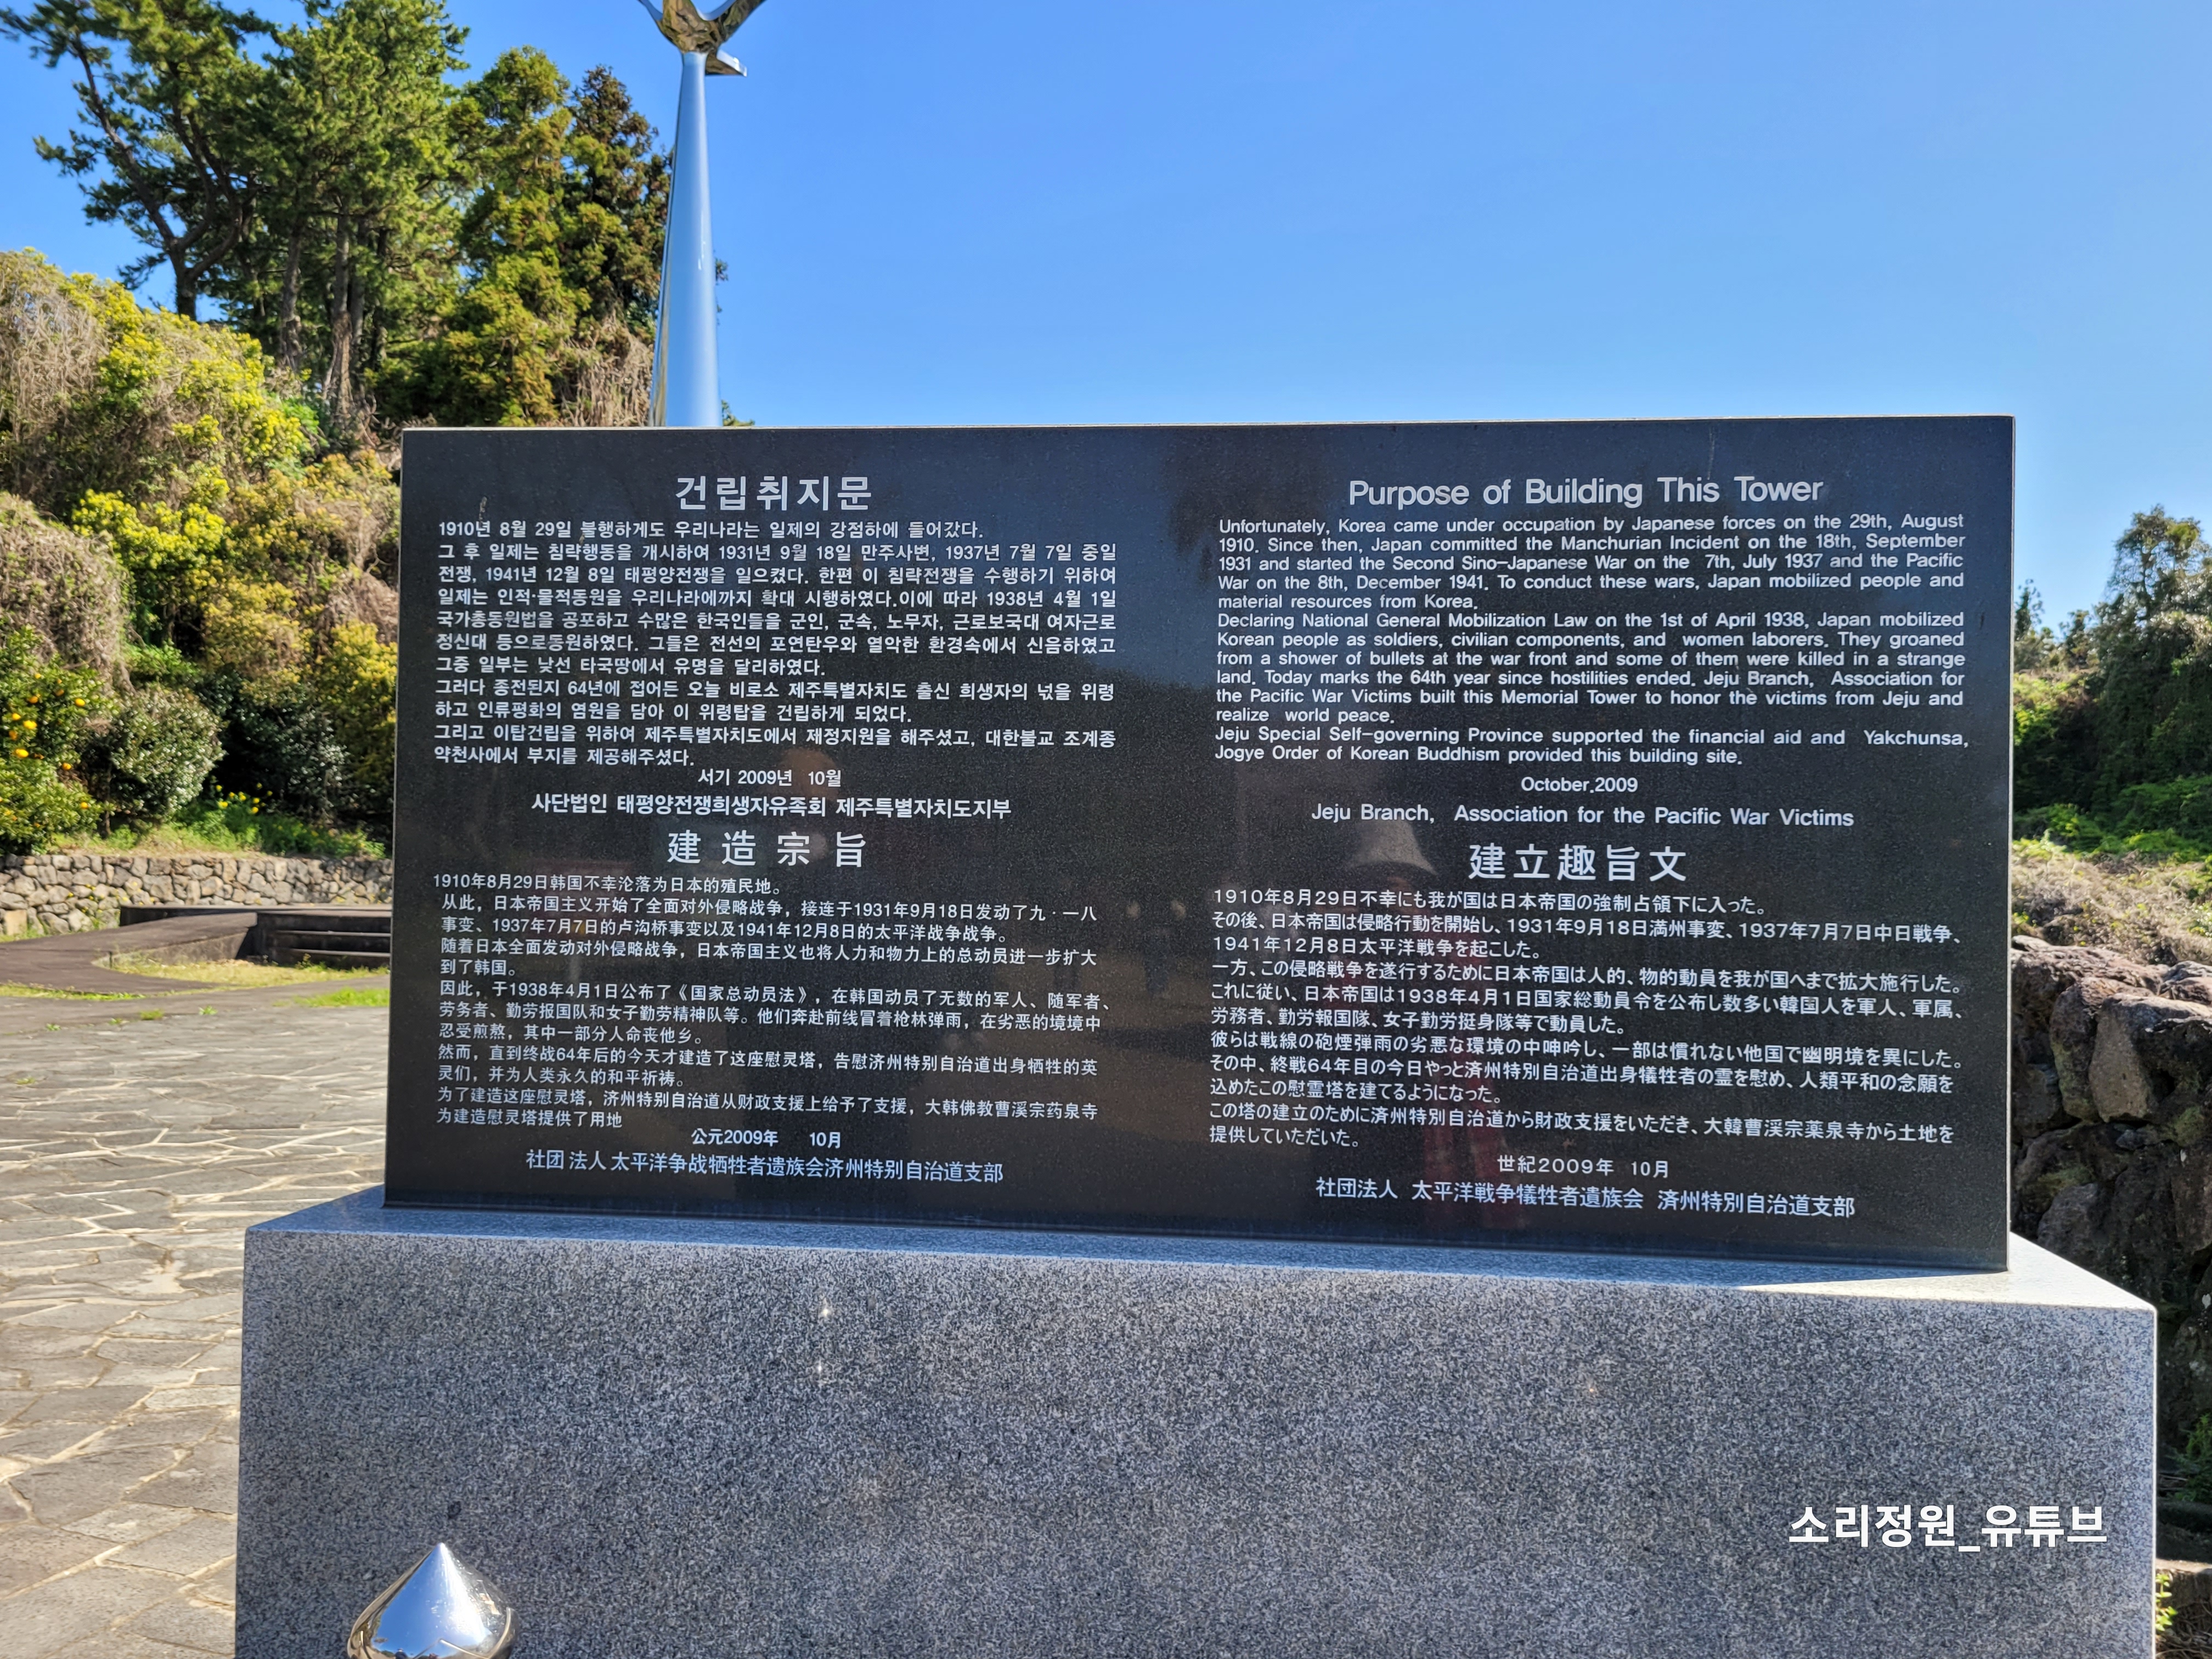 건립취지문
1910년 8월 29일 불행하게도 우리나라는 일제의 강점하에 들어갔다.
그 후 일제는 침략행동을 개시하여 1931년 9월 18일 만주사변, 1937년 7월 7일 중일
전쟁, 1941년 12월 8일 태평양전쟁을 일으켰다. 한편 이 침략전쟁을 수행하기 위하여
일제는 인적·물적동원을 우리나라에까지 확대 시행하였다.이에 따라 1938년 4월 1일
국가총동원법을 공포하고 수많은 한국인들을 군인, 군속, 노무자, 근로보국대 여자근로
정신대 등으로동원하였다. 그들은 전선의 포연탄우와 열악한 환경속에서 신음하였고
그중 일부는 낯선 타국땅에서 유명을 달리하였다.
그러다 종전된지 64년에 접어든 오늘 비로소 제주특별자치도 출신 희생자의 넋을 위령
하고 인류평화의 염원을 담아 이 위령탑을 건립하게 되었다.
그리고 이탑건립을 위하여 제주특별자치도에서 제정지원을 해주셨고, 대한불교 조계종
약천사에서 부지를 제공해주셨다.
서기 2009년 10월
사단법인 태평양전쟁희생자유족회 제주특별자치도지부
Purpose of Building This Tower
Unfortunately, Korea came under occupation by Japanese forces on the 29th, August
1910. Since then, Japan committed the Manchurian Incident on the 18th, September
1931 and started the Second Sino-Japanese War on the 7th, July 1937 and the Pacific
War on the 8th, December 1941. To conduct these wars, Japan mobilized people and
material resources from Korea.
Declaring National General Mobilization Law on the 1st of April 1938, Japan mobilized
Korean people as soldiers, civilian components, and women laborers. They groaned
from a shower of bullets at the war front and some of them were killed in a strange
land. Today marks the 64th year since hostilities ended. Jeju Branch, Association for
the Pacific War Victims built this Memorial Tower to honor the victims from Jeju and
realize world peace.
Jeju Special Self-governing Province supported the financial aid and Yakchunsa,
Jogye Order of Korean Buddhism provided this building site.
October.2009
Jeju Branch, Association for the Pacific War Victims
建造宗旨
1910年8月29日韩国不幸沦落为日本的殖民地。
从此，日本帝国主义开始了全面对外侵略战争，接连于1931年9月18日发动了九·一八
事变、1937年7月7日的卢沟桥事变以及1941年12月8日的太平洋战争战争。
随着日本全面发动对外侵略战争，日本帝国主义也将人力和物力上的总动员进一步扩大
到了韩国。
因此，于1938年4月1日公布了《国家总动员法》，在韩国动员了无数的军人、随军者、
劳务者、勤劳报国队和女子勤劳精神队等。他们奔赴前线冒着枪林弹雨，在劣恶的境境中
忍受煎熬，其中一部分人命丧他乡。
然而，直到终战64年后的今天才建造了这座慰灵塔，告慰济州特别自治道出身牺牲的英
灵们，并为人类永久的和平祈祷。
为了建造这座慰灵塔，济州特别自治道从财政支援上给予了支援，大韩佛教曹溪宗药泉寺
为建造慰灵塔提供了用地
公元2009年 10月
社团 法人 太平洋争战牺牲者遗族会济州特别自治道支部
建立趣旨文
1910年8月29日不幸にも我が国は日本帝国の強制占領下に入った。
その後、日本帝国は侵略行動を開始し、1931年9月18日満州事変、1937年7月7日中日戦争、
1941年12月8日太平洋戦争を起こした。
一方、この侵略戦争を遂行するために日本帝国は人的、物的動員を我が国へまで拡大施行した。
これに従い、日本帝国は1938年4月1日国家総動員令を公布し数多い韓国人を軍人、軍属、
労務者、勤労報国隊、女子勤労挺身隊等で動員した。
彼らは戦線の砲煙弾雨の劣悪な環境の中呻吟し、一部は慣れない他国で幽明境を異にした。
その中、終戦64年目の今日やっと済州特別自治道出身犠牲者の霊を慰め、人類平和の念願を
込めたこの慰霊塔を建てるようになった。
この塔の建立のために済州特別自治道から財政支援をいただき、大韓曹渓宗薬泉寺から土地を
提供していただいた。
世紀2009年 10月
社団法人 太平洋戦争犠牲者遺族会 済州特別自治道支部
소리정원_유튜브